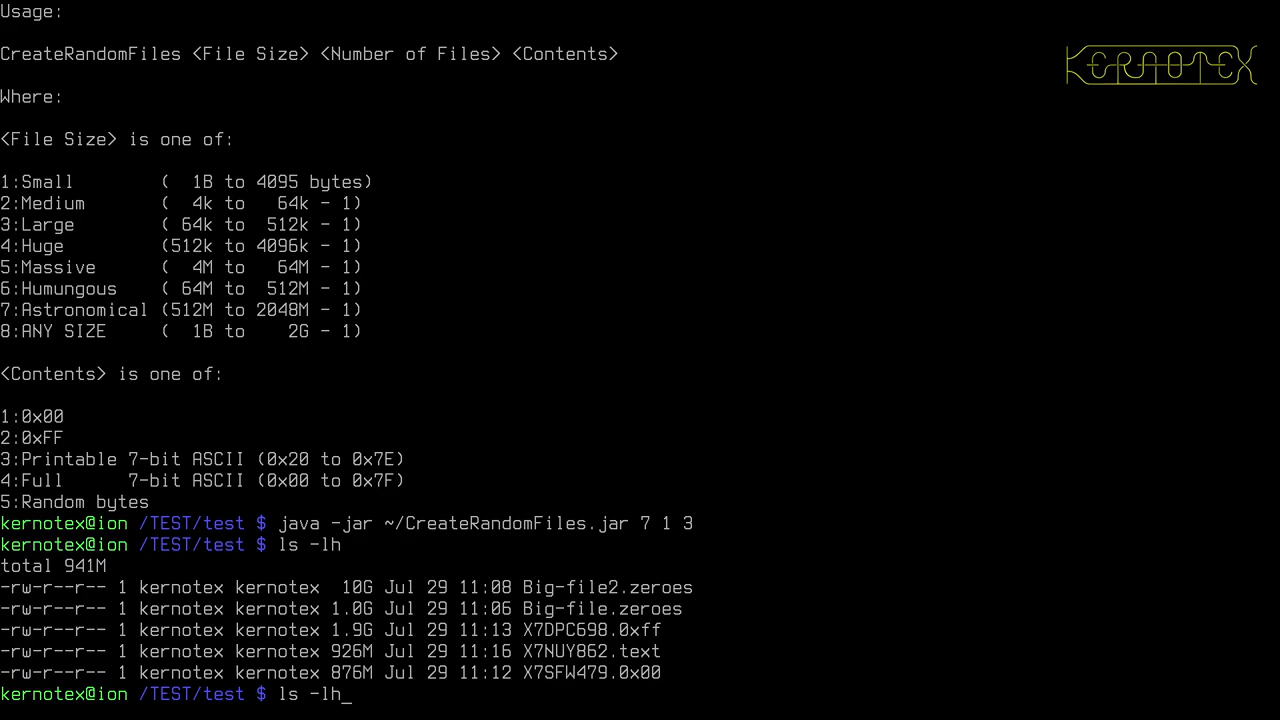 Usage:
CreateRandomFiles <File Size> <Number of Files> <Contents>
KERNOTEX
Where:
<File Size> is one of:
1:Small        (  1B to 4095 bytes)
2:Medium       (  4k to   64k - 1)
3:Large        ( 64k to  512k - 1)
4:Huge         (512k to 4096k - 1)
5:Massive      (  4M to   64M - 1)
6:Humungous    ( 64M to  512M - 1)
7:Astronomical (512M to 2048M - 1)
8:ANY SIZE     (  1B to    2G - 1)
<Contents> is one of:
1:0x00
2:0xFF
3:Printable 7-bit ASCII (0x20 to 0x7E)
4:Full      7-bit ASCII (0x00 to 0x7F)
5:Random bytes
kernotex@ion /TEST/test $ java -jar ~/CreateRandomFiles.jar 7 1 3
kernotex@ion /TEST/test $ ls -lh
total 941M
-rw-r--r-- 1 kernotex kernotex  10G Jul 29 11:08 Big-file2.zeroes
-rw-r--r-- 1 kernotex kernotex 1.0G Jul 29 11:06 Big-file.zeroes
-rw-r--r-- 1 kernotex kernotex 1.9G Jul 29 11:13 X7DPC698.0xff
-rw-r--r-- 1 kernotex kernotex 926M Jul 29 11:16 X7NUY862.text
-rw-r--r-- 1 kernotex kernotex 876M Jul 29 11:12 X7SFW479.0x00
kernotex@ion /TEST/test $ ls -lh_